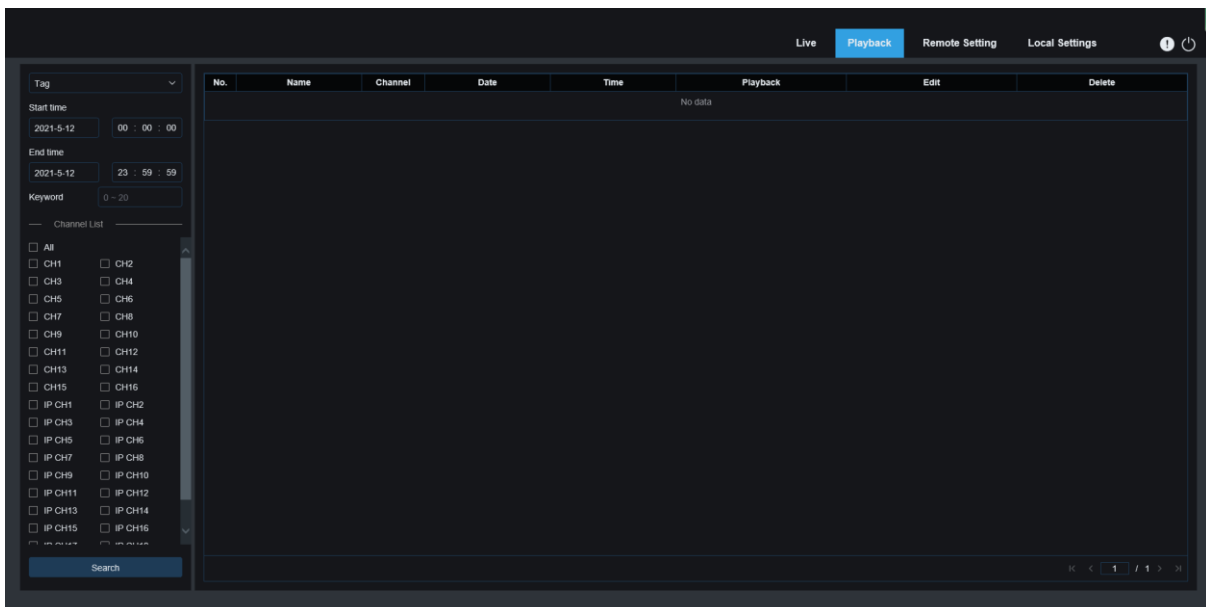 Live Playback Remote Setting Local Settings
Tag
Start time
2021-5-12 00 : 00 : 00
End time
2021-5-12 23 : 59 : 59
Keyword 0 ~ 20
Channel List
All
CH1 CH2
CH3 CH4
CH5 CH6
CH7 CH8
CH9 CH10
CH11 CH12
CH13 CH14
CH15 CH16
IP CH1 IP CH2
IP CH3 IP CH4
IP CH5 IP CH6
IP CH7 IP CH8
IP CH9 IP CH10
IP CH11 IP CH12
IP CH13 IP CH14
IP CH15 IP CH16
Search
No. Name Channel Date Time Playback Edit Delete
No data
1 / 1